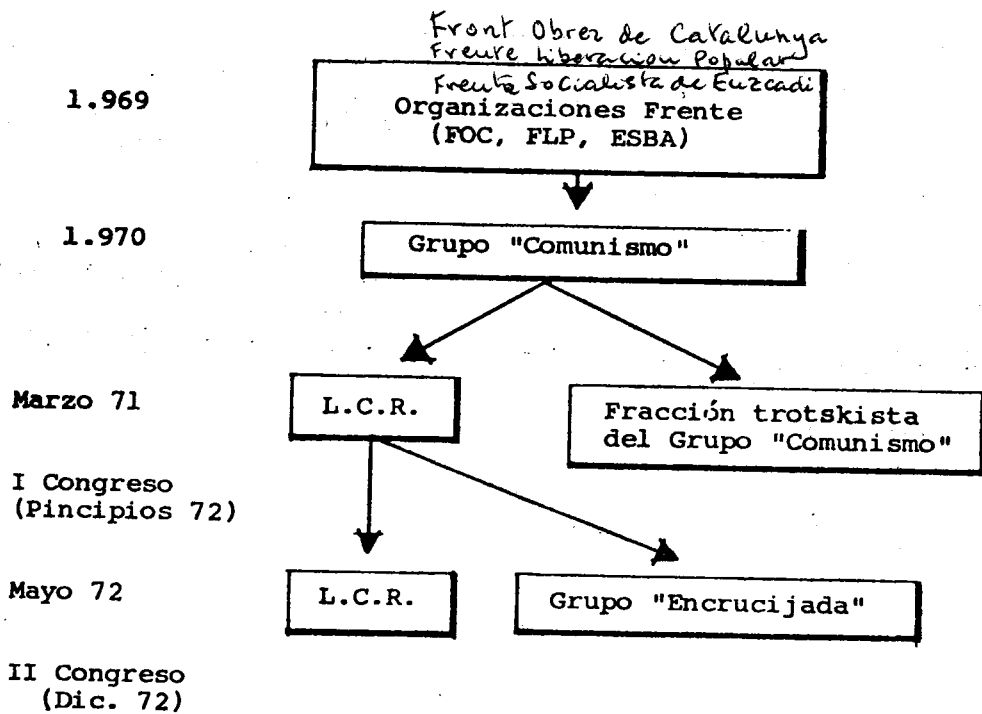 Front Obrer de Catalunya
Frente Liberacion Popular
Frente Socialista de Euzcadi
1.969
Organizaciones Frente
(FOC, FLP, ESBA)
1.970
Grupo "Comunismo"
Marzo 71
L.C.R.
Fracción trotskista
del Grupo "Comunismo"
I Congreso
(Pincipios 72)
Mayo 72
L.C.R.
Grupo "Encrucijada"
II Congreso
(Dic. 72)